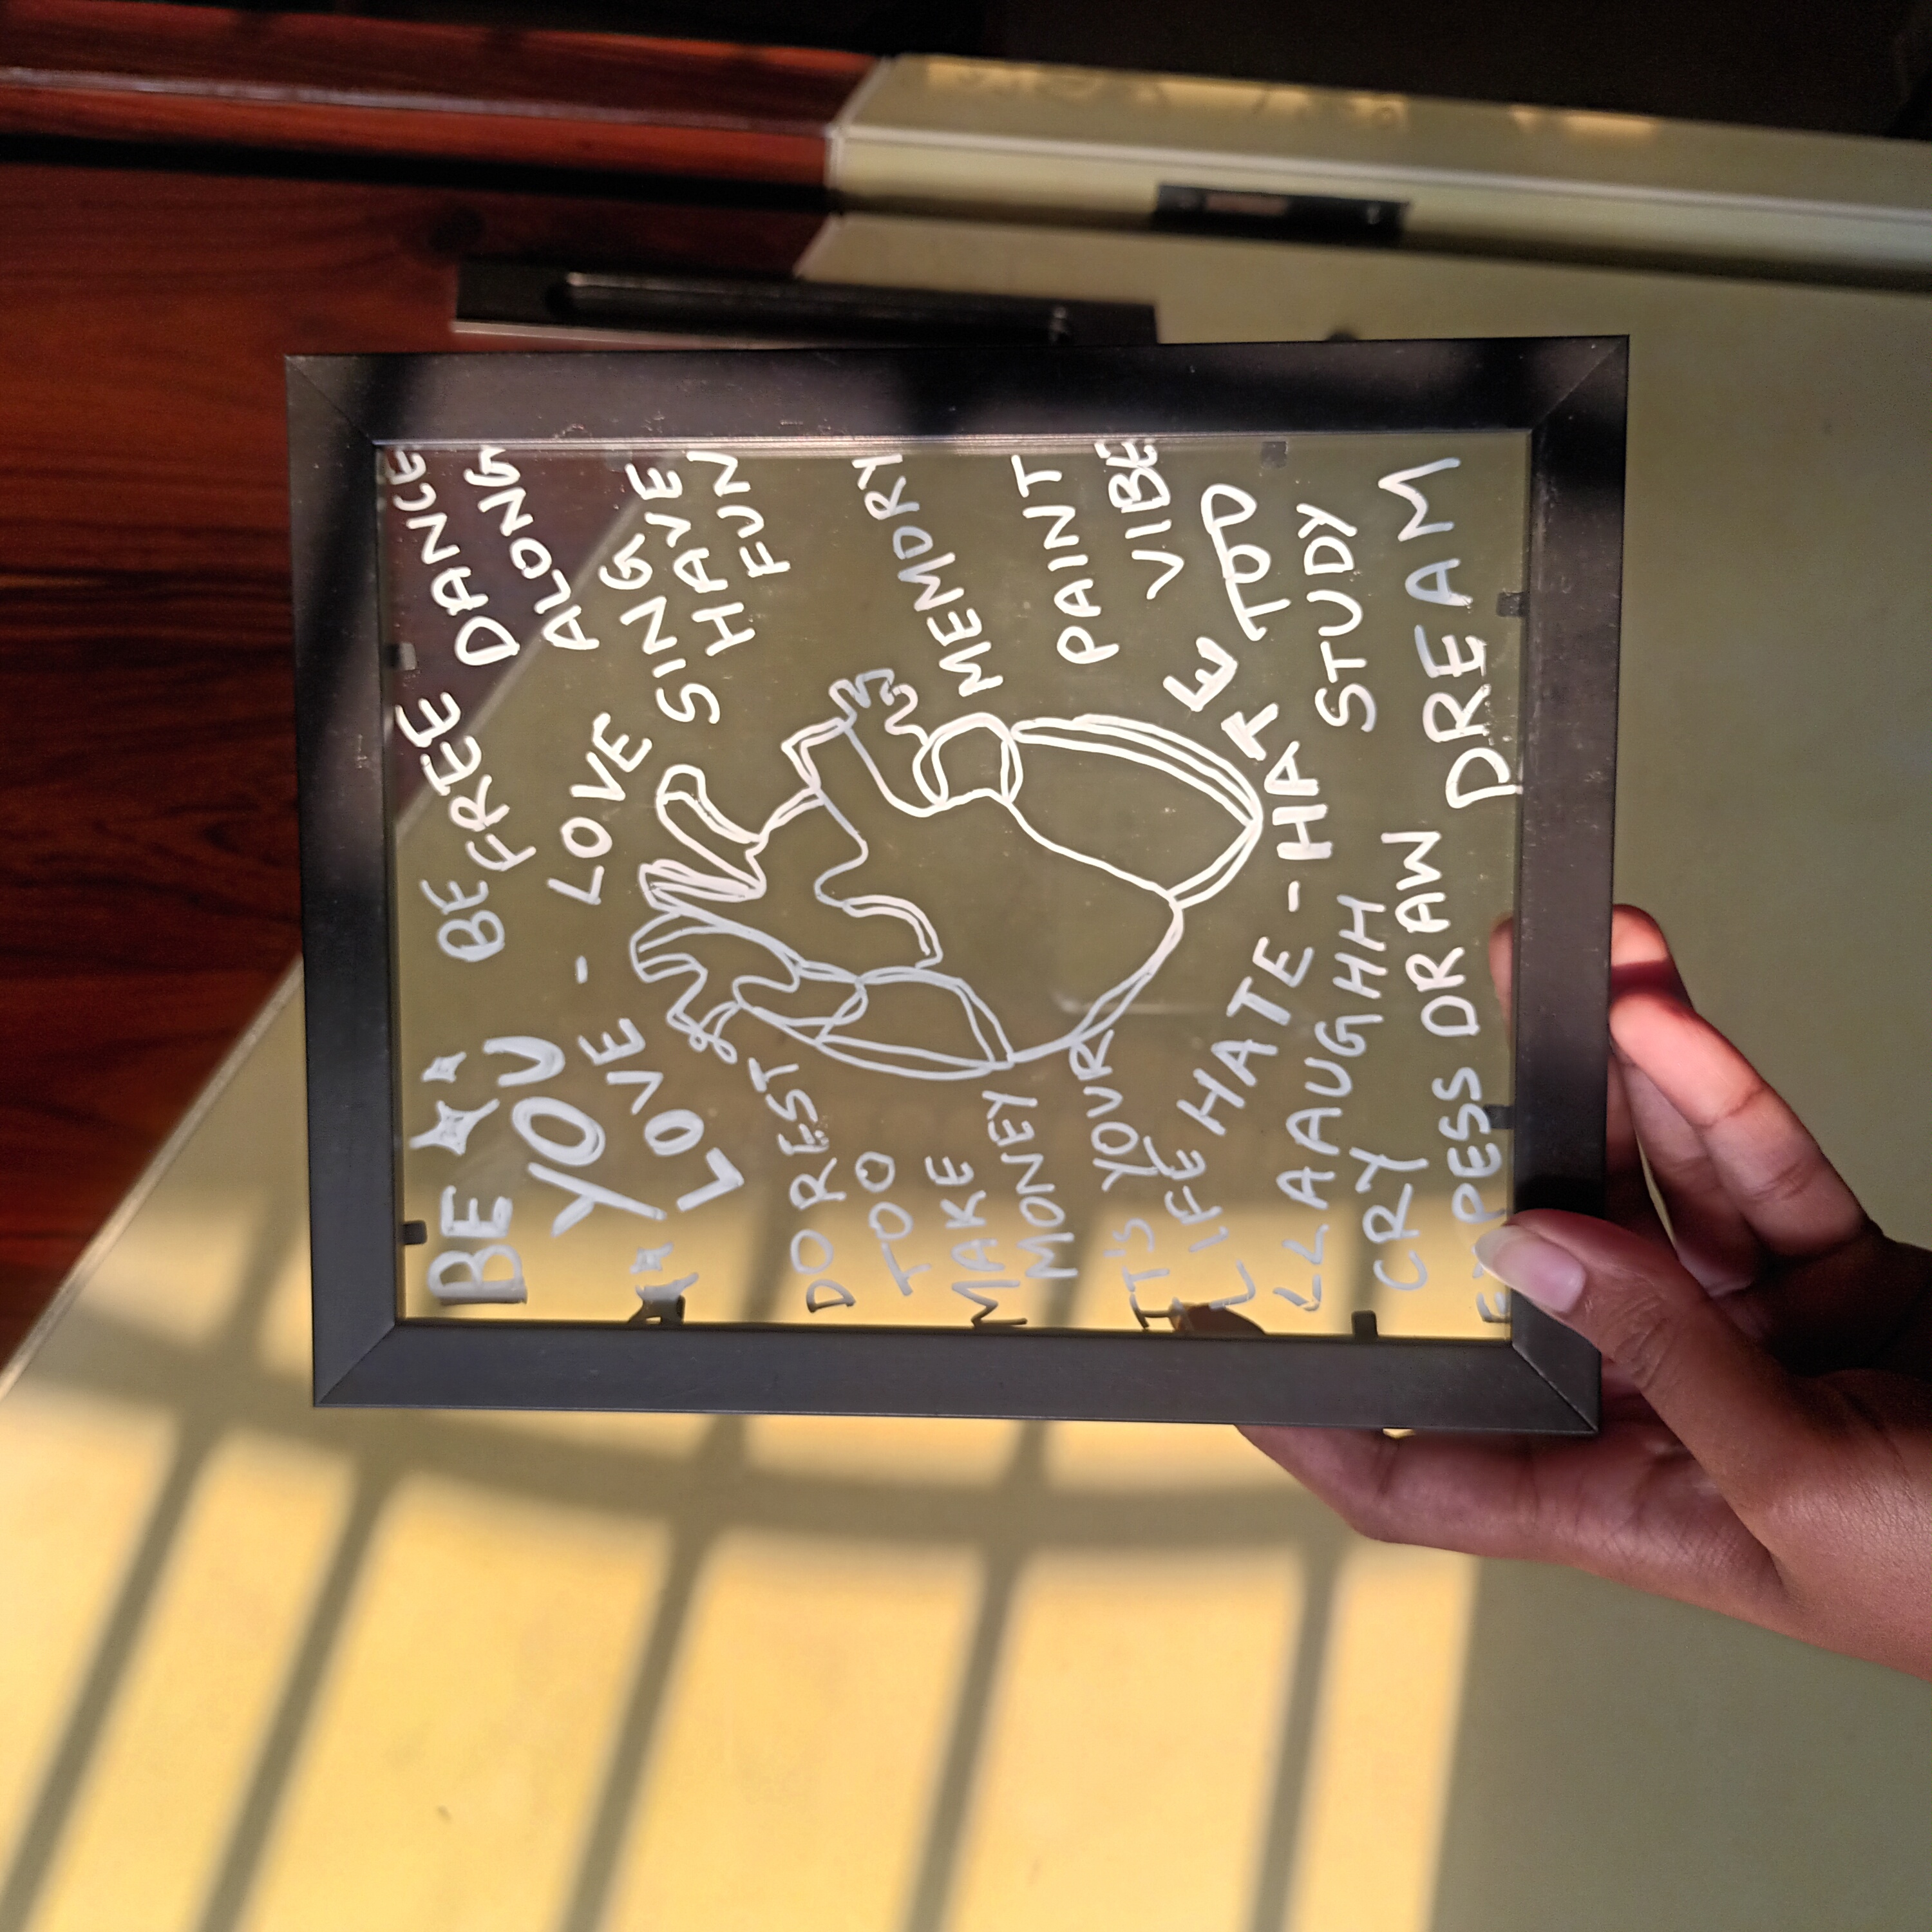 BE
YOU
BE FREE
DANCE
ALONG
LOVE - LOVE
SING
HAVE
FUN
DO REST
TOO
MAKE
MONEY
IT'S YOUR
LIFE
MEMORY
PAINT
VIBE
TOO
HATE - HATE
LLAAUGHH
CRY
STUDY
EXPESS DRAW
DREAM